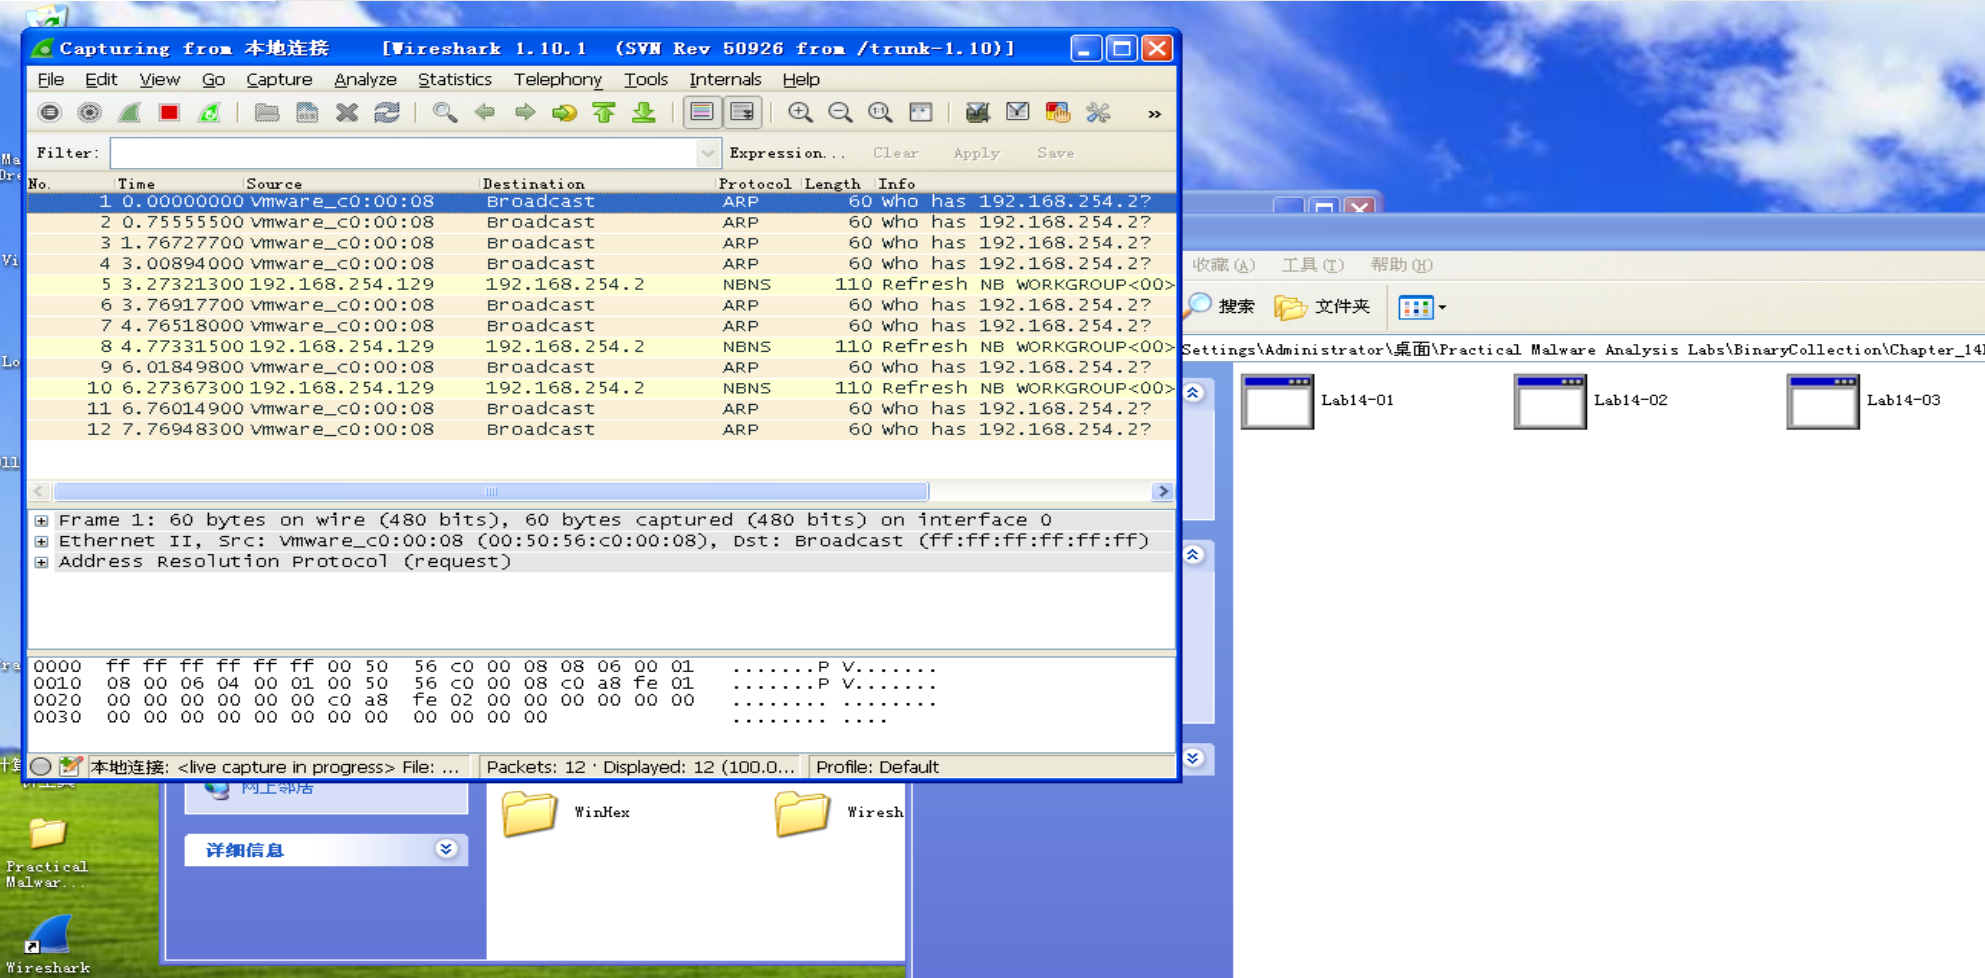 Capturing from 本地连接 [Wireshark 1.10.1 (SVN Rev 50926 from /trunk-1.10)]
File Edit View Go Capture Analyze Statistics Telephony Tools Internals Help
Filter: Expression... Clear Apply Save
No. Time Source Destination Protocol Length Info
1 0.00000000 Vmware_c0:00:08 Broadcast ARP 60 Who has 192.168.254.2?
2 0.75555500 Vmware_c0:00:08 Broadcast ARP 60 Who has 192.168.254.2?
3 1.76727700 Vmware_c0:00:08 Broadcast ARP 60 Who has 192.168.254.2?
4 3.00894000 Vmware_c0:00:08 Broadcast ARP 60 Who has 192.168.254.2?
5 3.27321300 192.168.254.129 192.168.254.2 NBNS 110 Refresh NB WORKGROUP<00>
6 3.76917700 Vmware_c0:00:08 Broadcast ARP 60 Who has 192.168.254.2?
7 4.76518000 Vmware_c0:00:08 Broadcast ARP 60 Who has 192.168.254.2?
8 4.77331500 192.168.254.129 192.168.254.2 NBNS 110 Refresh NB WORKGROUP<00>
9 6.01849800 Vmware_c0:00:08 Broadcast ARP 60 Who has 192.168.254.2?
10 6.27367300 192.168.254.129 192.168.254.2 NBNS 110 Refresh NB WORKGROUP<00>
11 6.76014900 Vmware_c0:00:08 Broadcast ARP 60 Who has 192.168.254.2?
12 7.76948300 Vmware_c0:00:08 Broadcast ARP 60 Who has 192.168.254.2?
Frame 1: 60 bytes on wire (480 bits), 60 bytes captured (480 bits) on interface 0
Ethernet II, Src: Vmware_c0:00:08 (00:50:56:c0:00:08), Dst: Broadcast (ff:ff:ff:ff:ff:ff)
Address Resolution Protocol (request)
0000 ff ff ff ff ff ff 00 50 56 c0 00 08 08 06 00 01 .......P V.......
0010 08 00 06 04 00 01 00 50 56 c0 00 08 c0 a8 fe 01 .......P V.......
0020 00 00 00 00 00 00 c0 a8 fe 02 00 00 00 00 00 00 ........ ........
0030 00 00 00 00 00 00 00 00 00 00 00 00 ........ ....
本地连接: <live capture in progress> File: ... Packets: 12 · Displayed: 12 (100.0... Profile: Default
收藏(A) 工具(T) 帮助(H)
搜索 文件夹
Settings\Administrator\桌面\Practical Malware Analysis Labs\BinaryCollection\Chapter_14
Lab14-01 Lab14-02 Lab14-03
网上邻居
详细信息
WinHex Wiresh
Practical
Malwar...
Wireshark